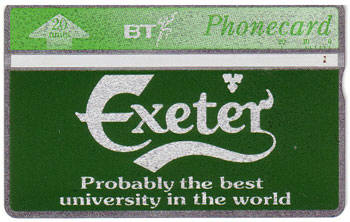 20
units
BT
Phonecard
Exeter
Probably the best
university in the world